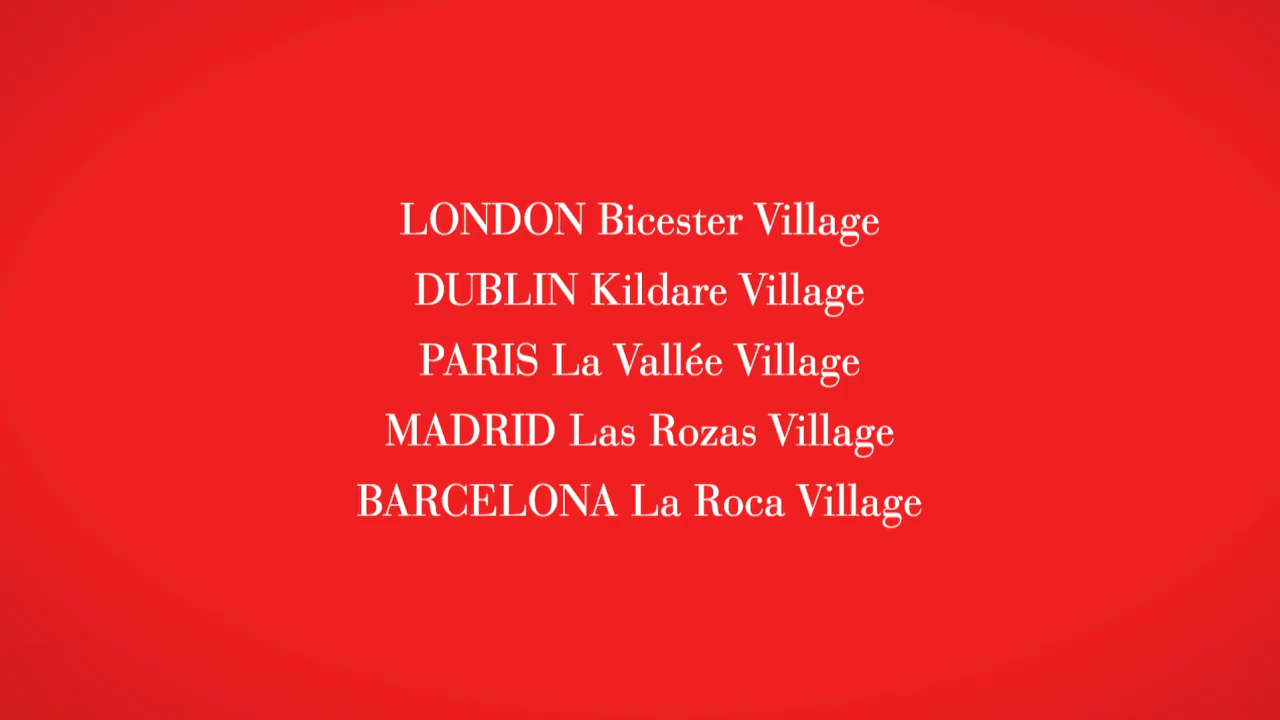 LONDON Bicester Village
DUBLIN Kildare Village
PARIS La Vallée Village
MADRID Las Rozas Village
BARCELONA La Roca Village